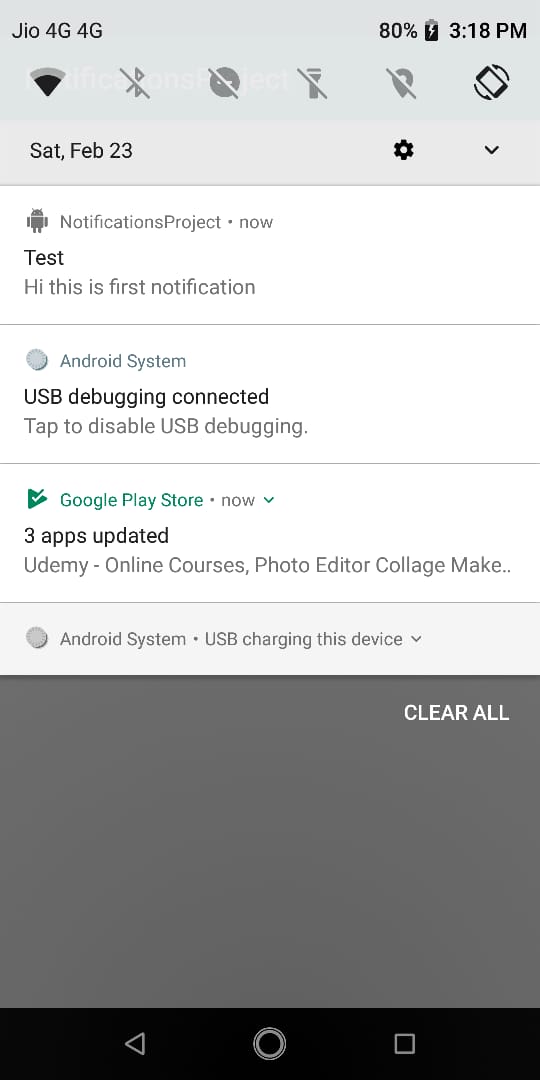 Jio 4G 4G 80% 3:18 PM
NotificationsProject
Sat, Feb 23
NotificationsProject • now
Test
Hi this is first notification
Android System
USB debugging connected
Tap to disable USB debugging.
Google Play Store • now
3 apps updated
Udemy - Online Courses, Photo Editor Collage Make..
Android System • USB charging this device
CLEAR ALL